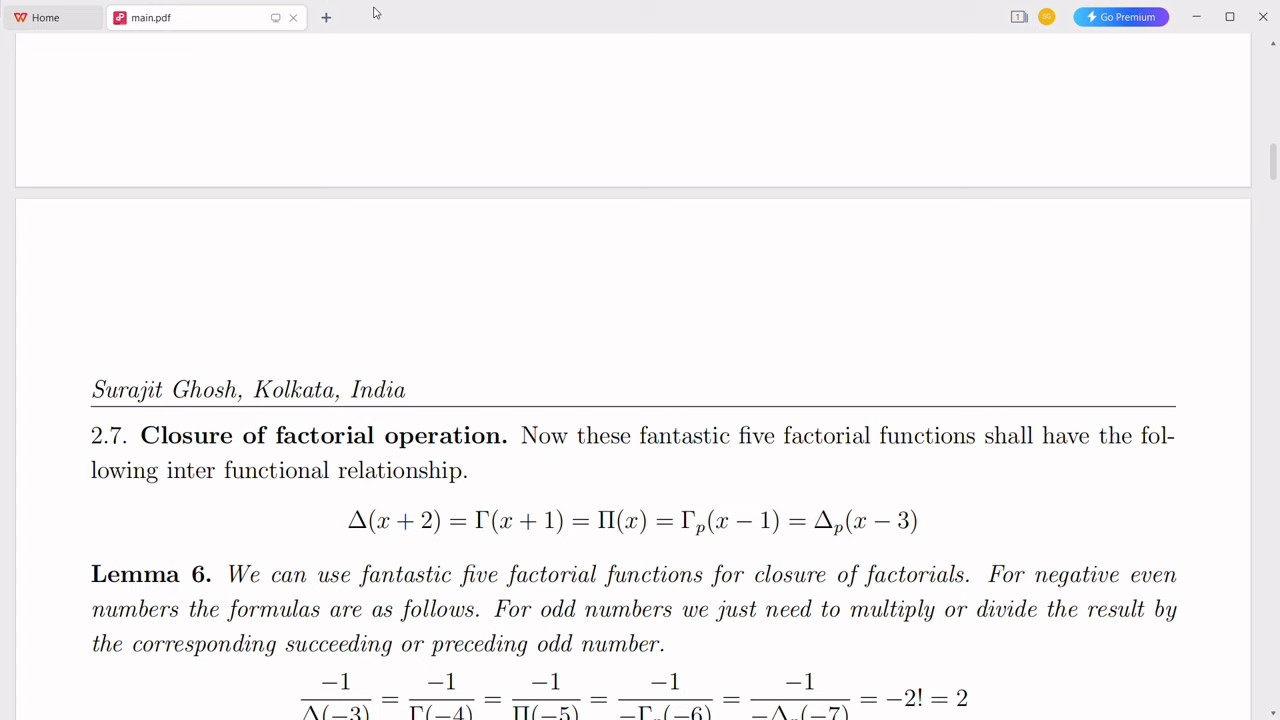 Home
main.pdf
1
SG
Go Premium
Surajit Ghosh, Kolkata, India
2.7. Closure of factorial operation. Now these fantastic five factorial functions shall have the fol-
lowing inter functional relationship.
Δ(x + 2) = Γ(x + 1) = Π(x) = Γₚ(x − 1) = Δₚ(x − 3)
Lemma 6. We can use fantastic five factorial functions for closure of factorials. For negative even
numbers the formulas are as follows. For odd numbers we just need to multiply or divide the result by
the corresponding succeeding or preceding odd number.
−1/Δ(−3) = −1/Γ(−4) = −1/Π(−5) = −1/−Γₚ(−6) = −1/−Δₚ(−7) = −2! = 2